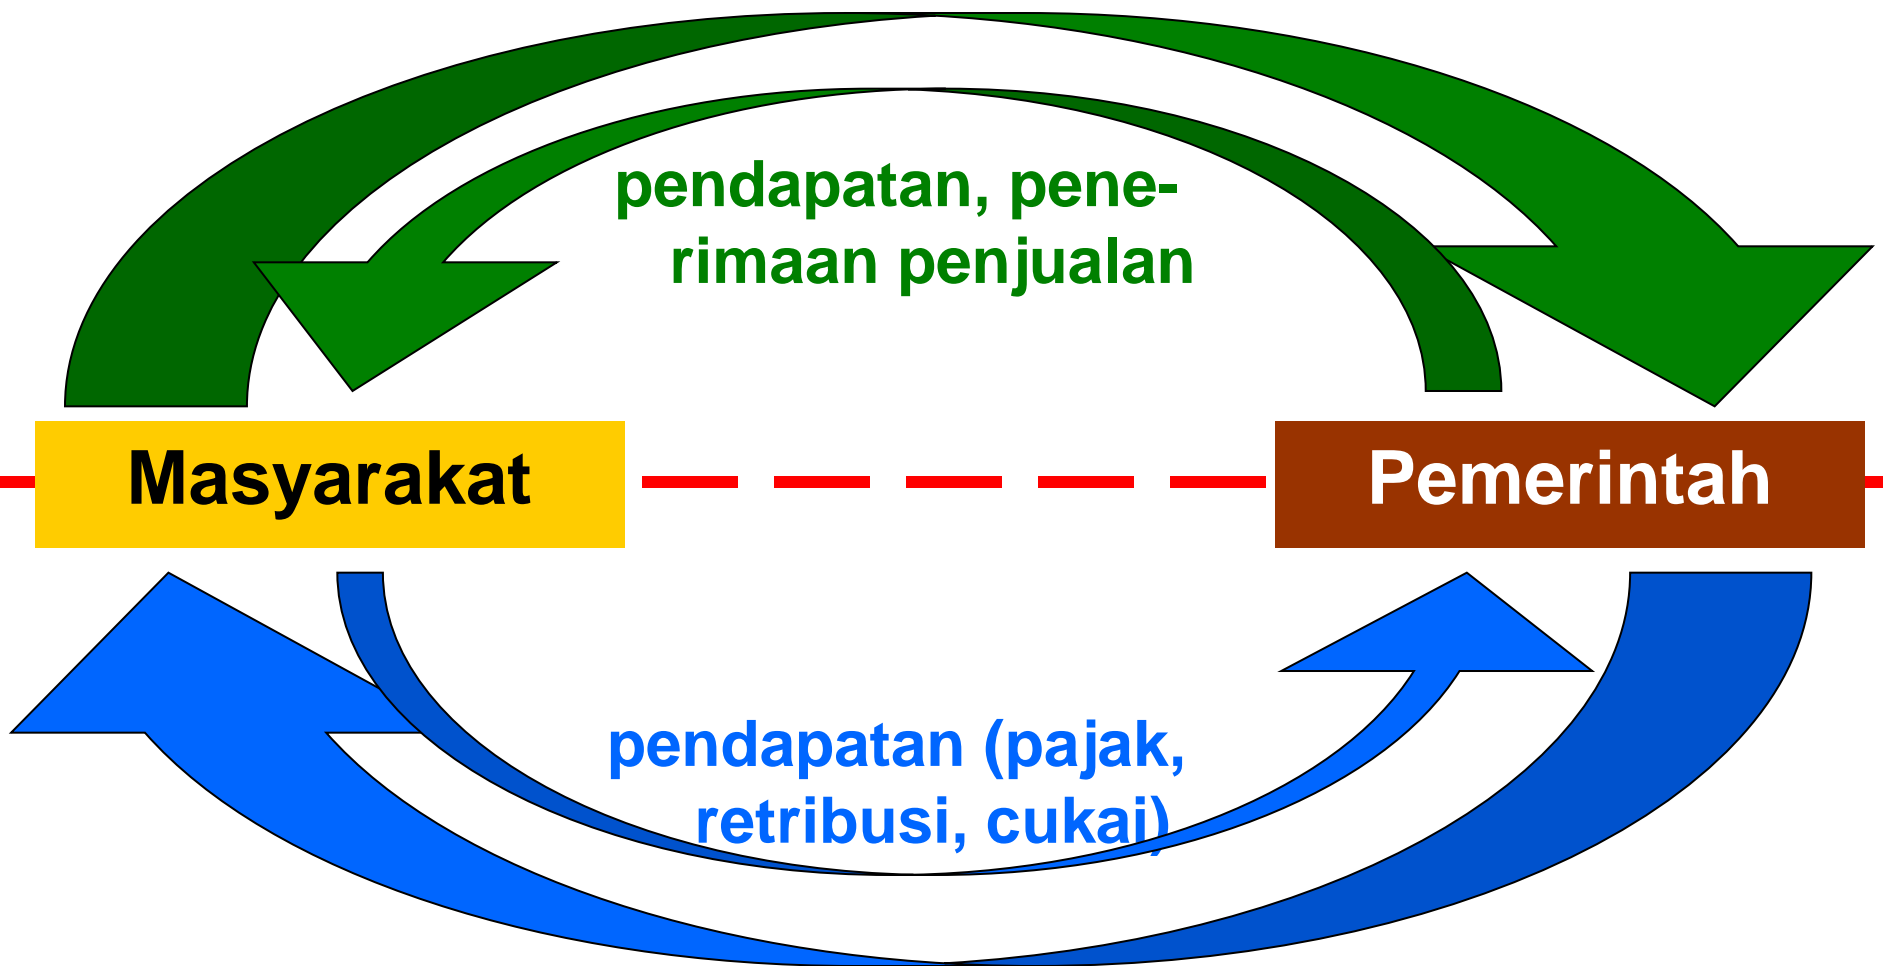 pendapatan, pene-
rimaan penjualan
Masyarakat
Pemerintah
pendapatan (pajak,
retribusi, cukai)